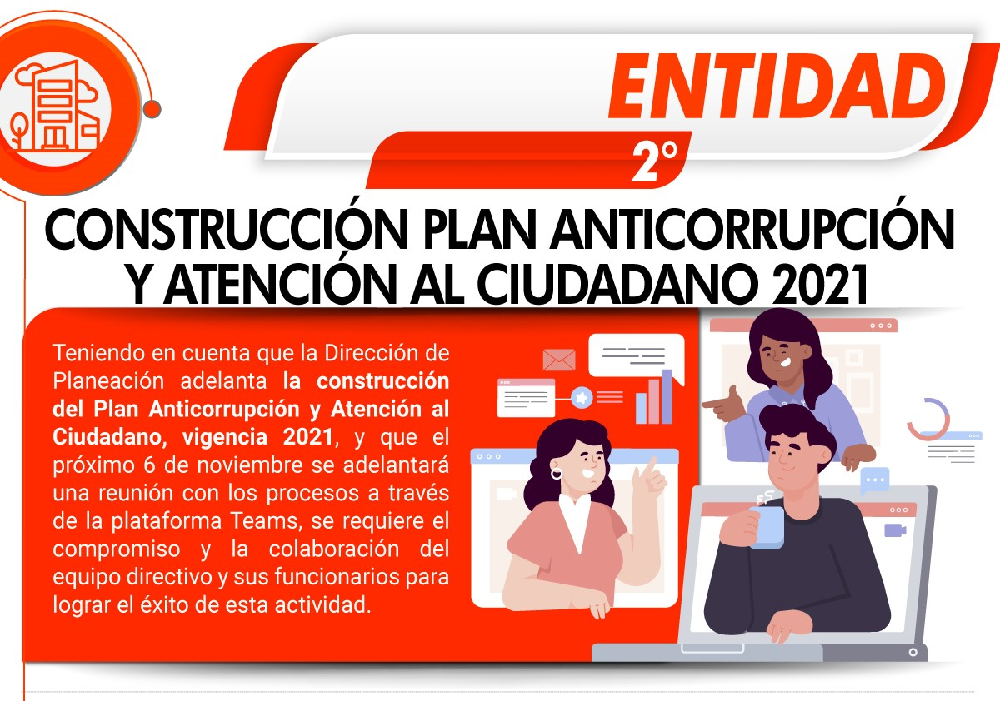 ENTIDAD
2°
CONSTRUCCIÓN PLAN ANTICORRUPCIÓN
Y ATENCIÓN AL CIUDADANO 2021
Teniendo en cuenta que la Dirección de
Planeación adelanta la construcción
del Plan Anticorrupción y Atención al
Ciudadano, vigencia 2021, y que el
próximo 6 de noviembre se adelantará
una reunión con los procesos a través
de la plataforma Teams, se requiere el
compromiso y la colaboración del
equipo directivo y sus funcionarios para
lograr el éxito de esta actividad.